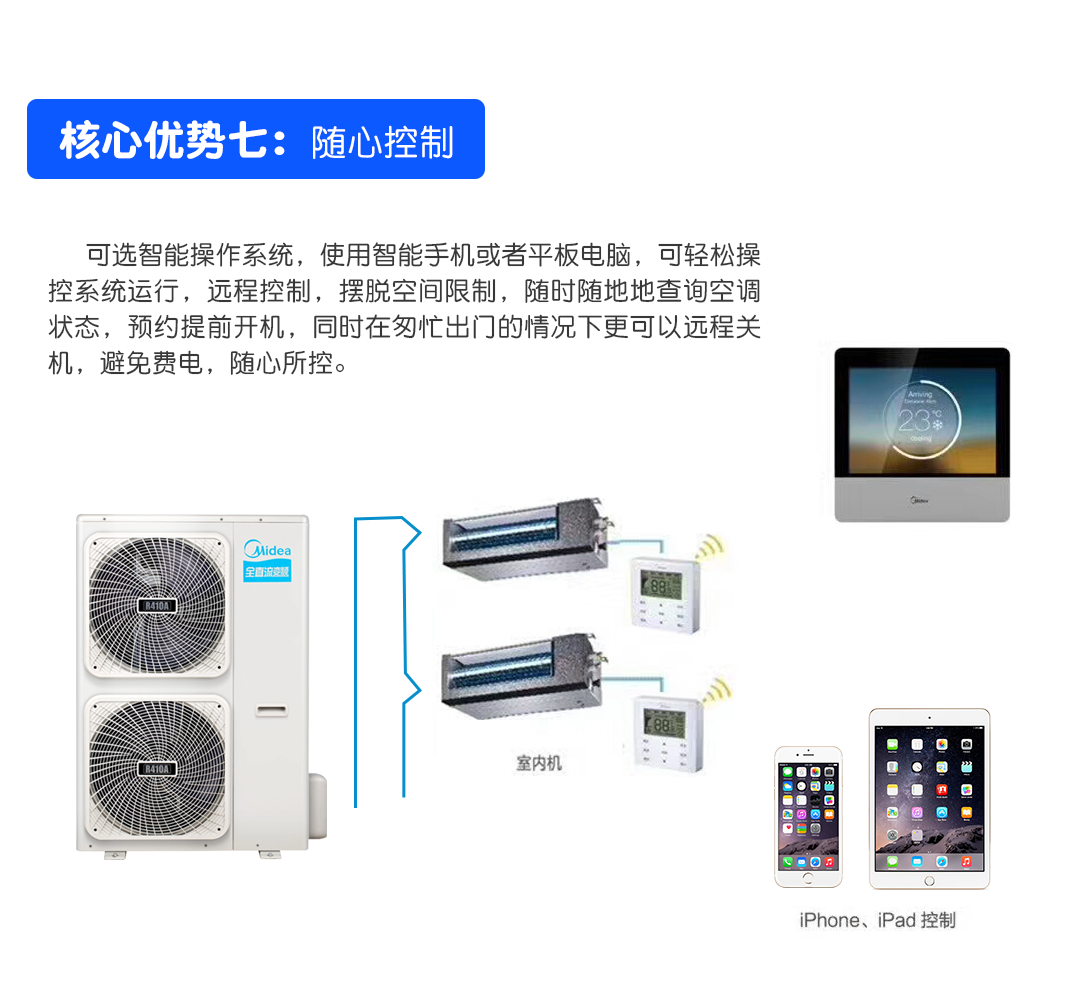 核心优势七：随心控制
可选智能操作系统，使用智能手机或者平板电脑，可轻松操
控系统运行，远程控制，摆脱空间限制，随时随地地查询空调
状态，预约提前开机，同时在匆忙出门的情况下更可以远程关
机，避免费电，随心所控。
Arriving
23°C
Cooling
Midea
Midea
全直流变频
R410A
R410A
88
88
室内机
iPhone、iPad 控制